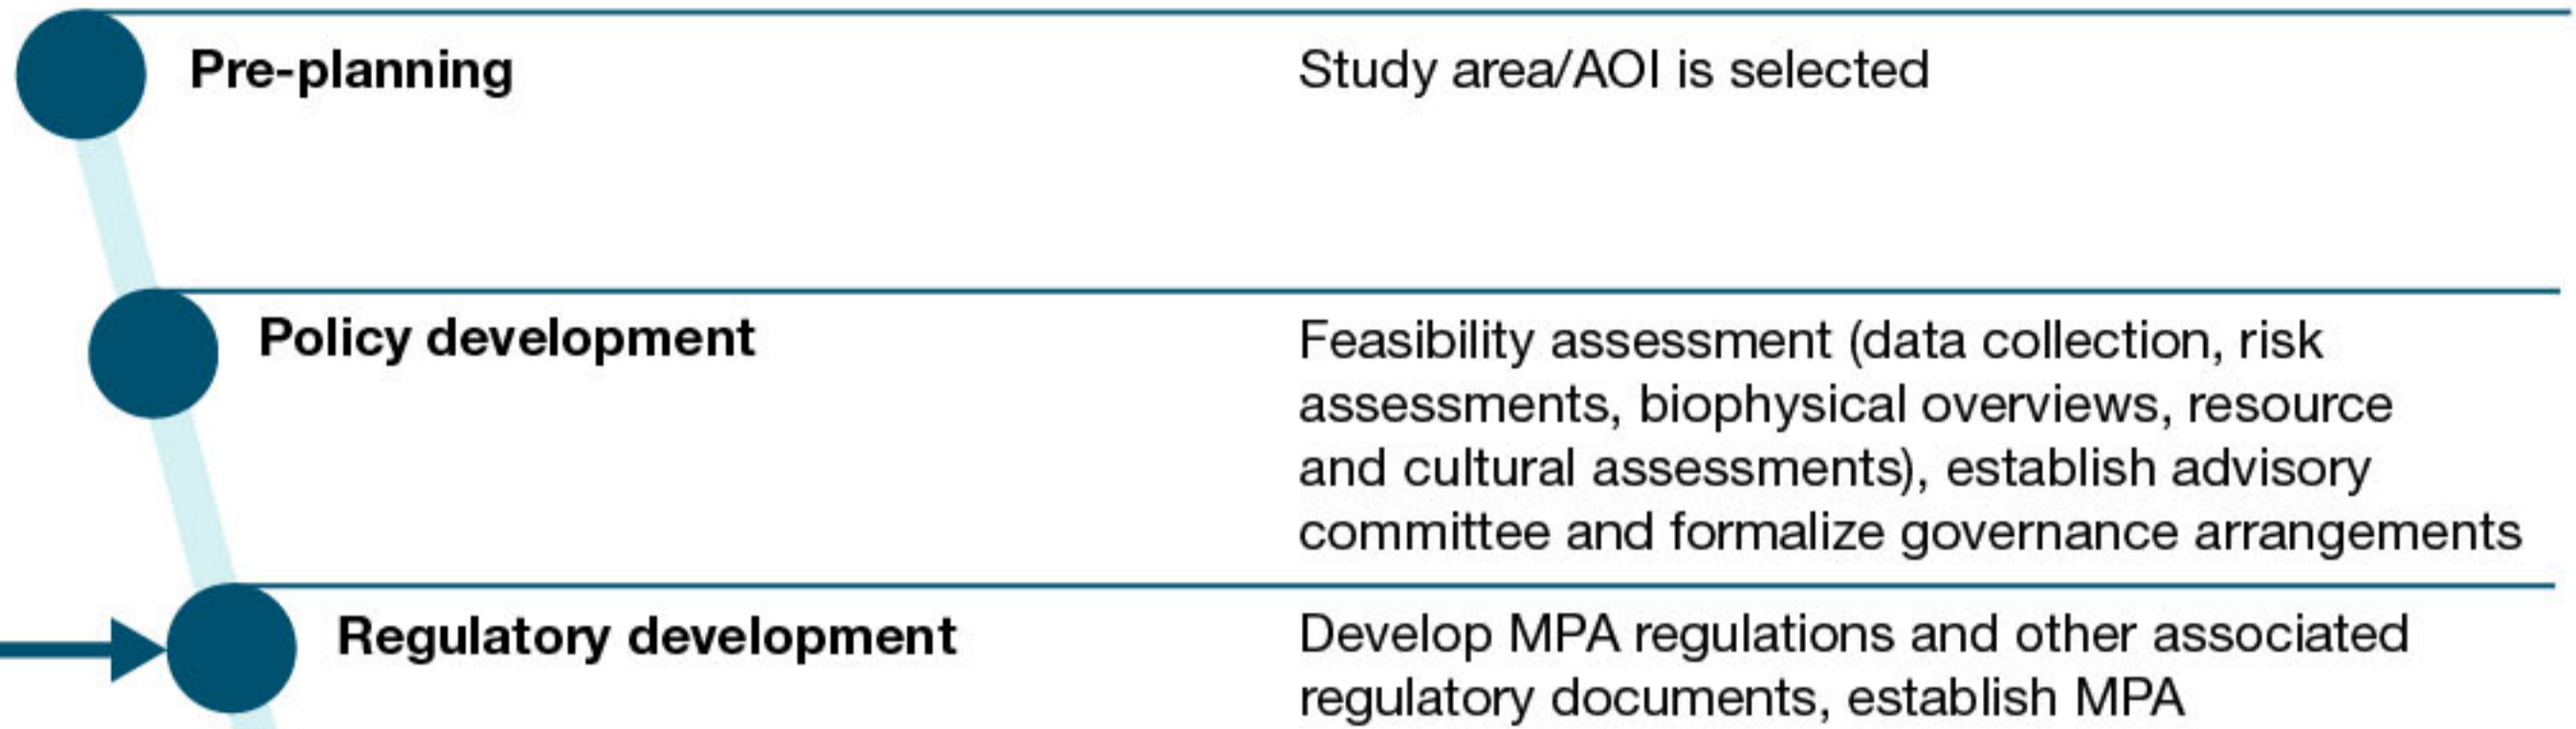 Pre-planning
Study area/AOI is selected
Policy development
Feasibility assessment (data collection, risk
assessments, biophysical overviews, resource
and cultural assessments), establish advisory
committee and formalize governance arrangements
Regulatory development
Develop MPA regulations and other associated
regulatory documents, establish MPA